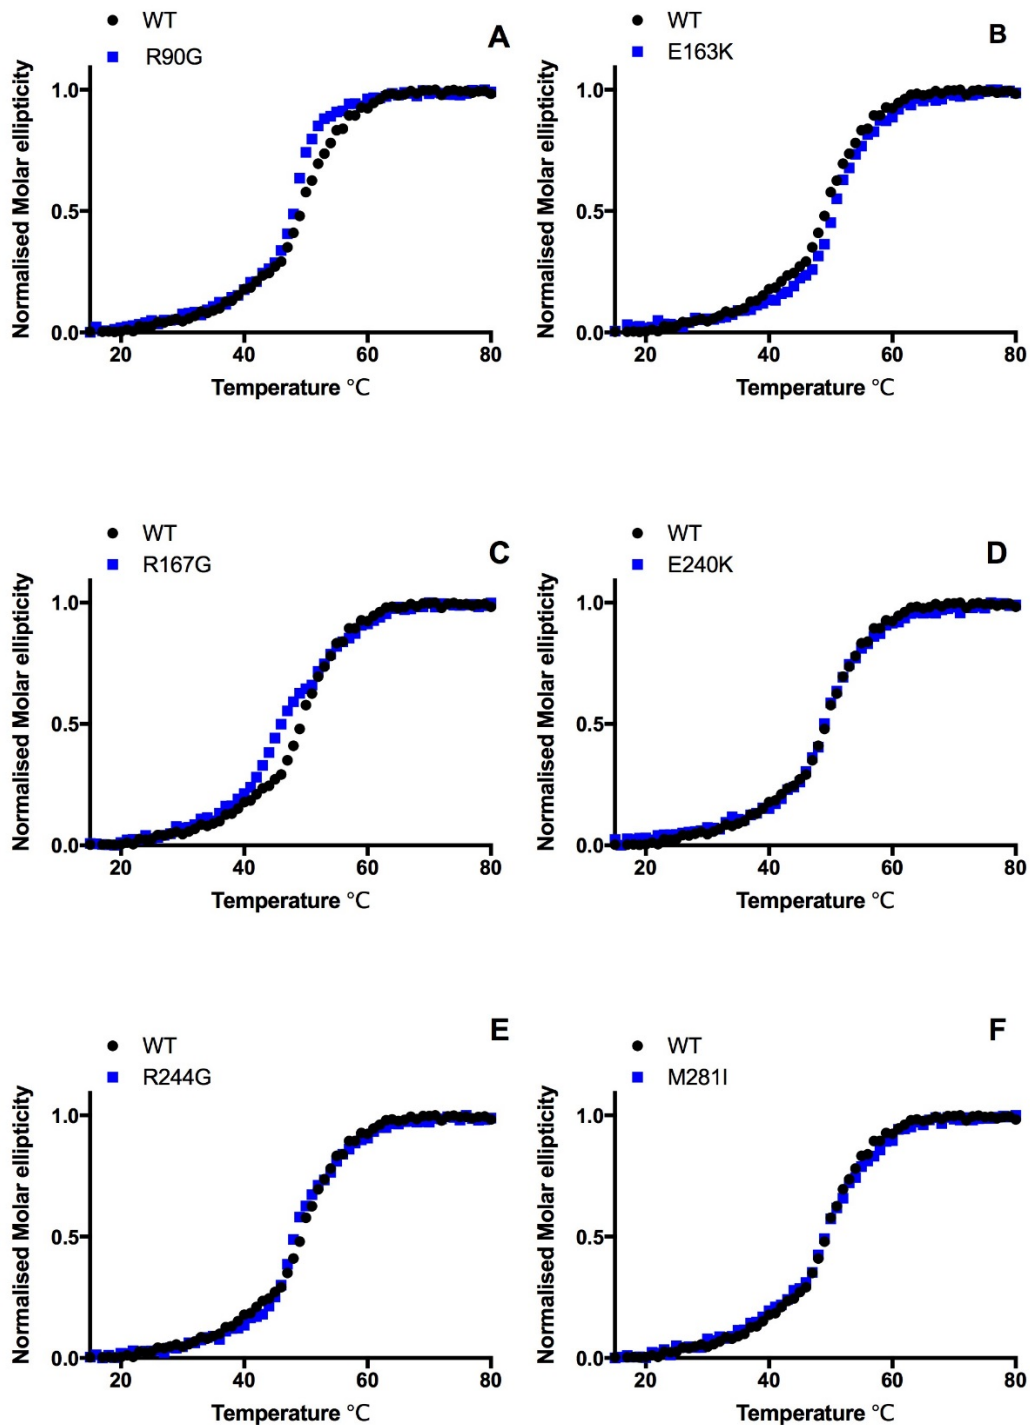 WT
R90G
A
Normalised Molar ellipticity
1.0
0.5
0.0
20 40 60 80
Temperature °C
WT
E163K
B
Normalised Molar ellipticity
1.0
0.5
0.0
20 40 60 80
Temperature °C
WT
R167G
C
Normalised Molar ellipticity
1.0
0.5
0.0
20 40 60 80
Temperature °C
WT
E240K
D
Normalised Molar ellipticity
1.0
0.5
0.0
20 40 60 80
Temperature °C
WT
R244G
E
Normalised Molar ellipticity
1.0
0.5
0.0
20 40 60 80
Temperature °C
WT
M281I
F
Normalised Molar ellipticity
1.0
0.5
0.0
20 40 60 80
Temperature °C